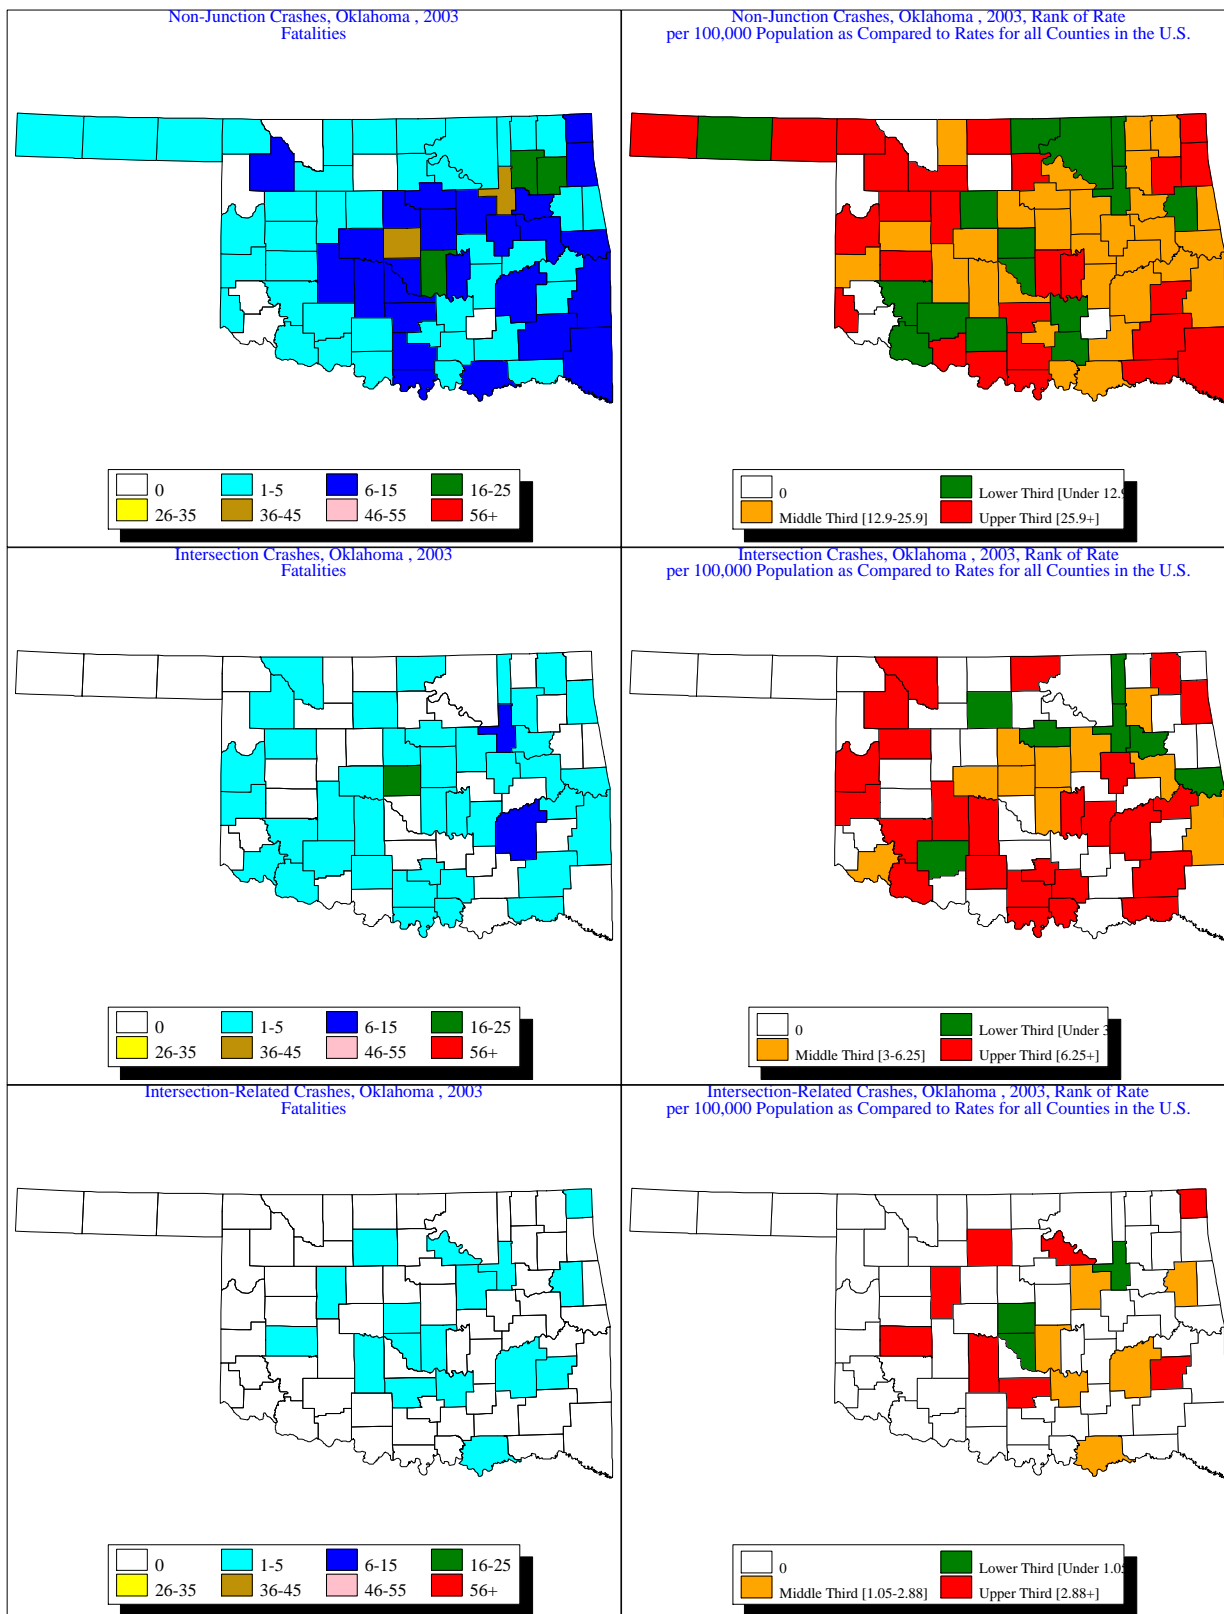 Non-Junction Crashes, Oklahoma , 2003
Fatalities
0
1-5
6-15
16-25
26-35
36-45
46-55
56+
Non-Junction Crashes, Oklahoma , 2003, Rank of Rate
per 100,000 Population as Compared to Rates for all Counties in the U.S.
0
Lower Third [Under 12.9
Middle Third [12.9-25.9]
Upper Third [25.9+]
Intersection Crashes, Oklahoma , 2003
Fatalities
0
1-5
6-15
16-25
26-35
36-45
46-55
56+
Intersection Crashes, Oklahoma , 2003, Rank of Rate
per 100,000 Population as Compared to Rates for all Counties in the U.S.
0
Lower Third [Under 3
Middle Third [3-6.25]
Upper Third [6.25+]
Intersection-Related Crashes, Oklahoma , 2003
Fatalities
0
1-5
6-15
16-25
26-35
36-45
46-55
56+
Intersection-Related Crashes, Oklahoma , 2003, Rank of Rate
per 100,000 Population as Compared to Rates for all Counties in the U.S.
0
Lower Third [Under 1.05
Middle Third [1.05-2.88]
Upper Third [2.88+]